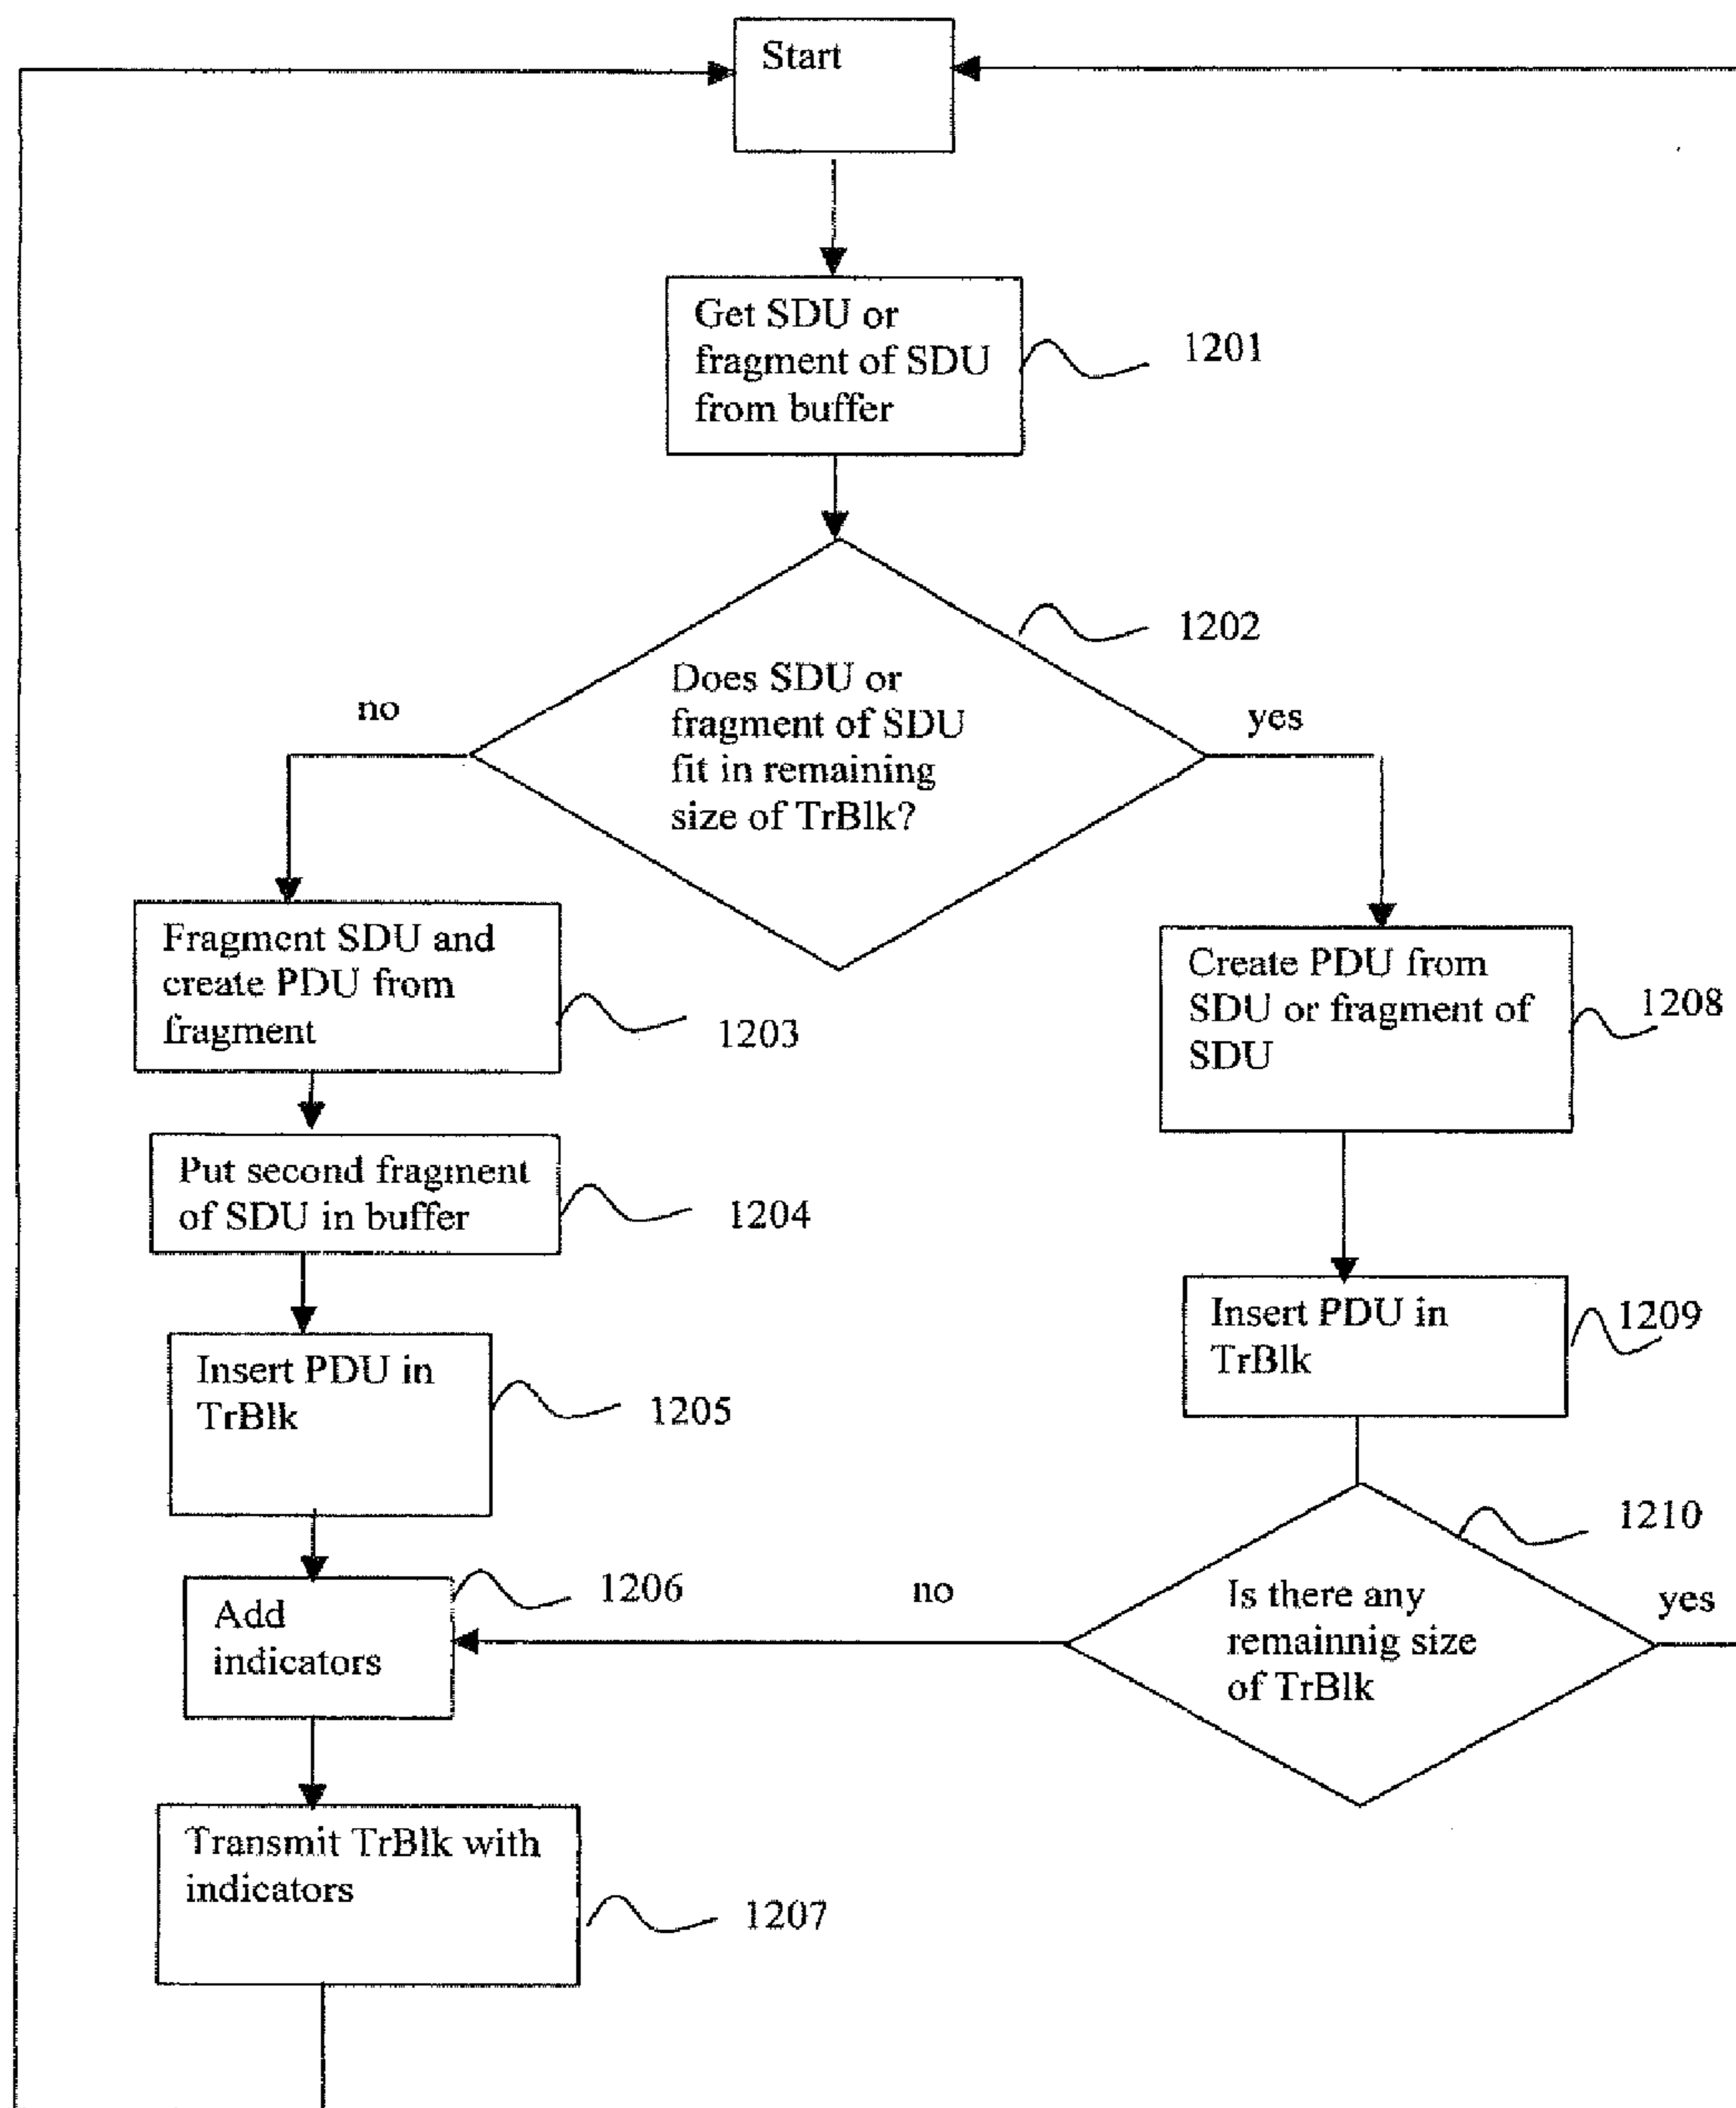 Start
Get SDU or
fragment of SDU
from buffer
1201
1202
Does SDU or
fragment of SDU
fit in remaining
size of TrBlk?
no
yes
Fragment SDU and
create PDU from
fragment
1203
Create PDU from
SDU or fragment of
SDU
1208
Put second fragment
of SDU in buffer
1204
Insert PDU in
TrBlk
1209
Insert PDU in
TrBlk
1205
1210
Is there any
remainnig size
of TrBlk
no
yes
Add
indicators
1206
Transmit TrBlk with
indicators
1207